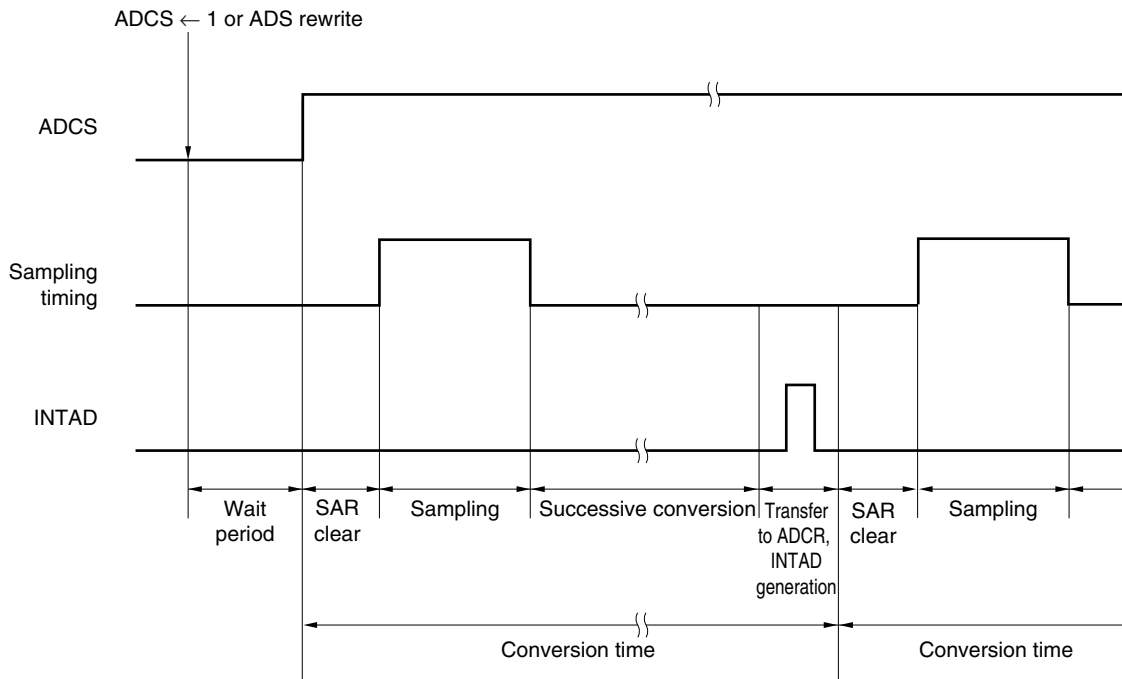 ADCS ← 1 or ADS rewrite
ADCS
Sampling
timing
INTAD
Wait
period
SAR
clear
Sampling
Successive conversion
Transfer
to ADCR,
INTAD
generation
SAR
clear
Sampling
Conversion time
Conversion time